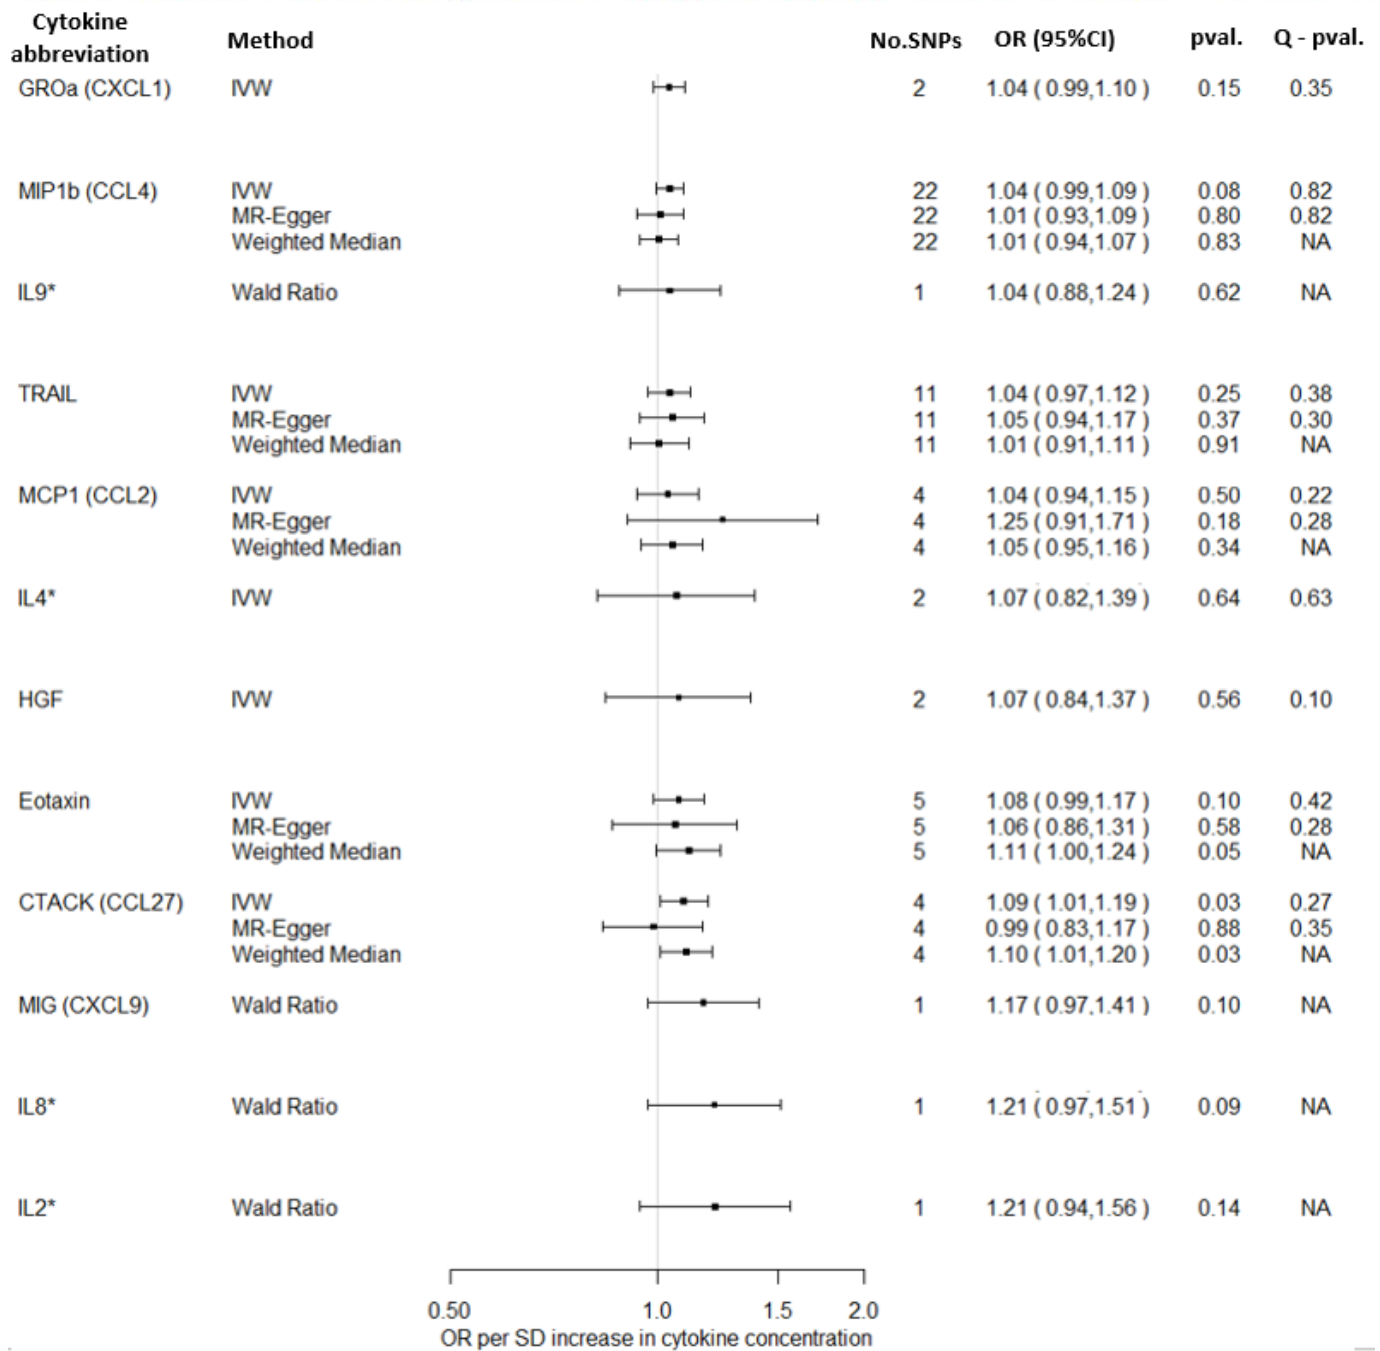 Cytokine abbreviation Method No.SNPs OR (95%CI) pval. Q - pval.
GROa (CXCL1) IVW 2 1.04 ( 0.99,1.10 ) 0.15 0.35
MIP1b (CCL4) IVW 22 1.04 ( 0.99,1.09 ) 0.08 0.82
MR-Egger 22 1.01 ( 0.93,1.09 ) 0.80 0.82
Weighted Median 22 1.01 ( 0.94,1.07 ) 0.83 NA
IL9* Wald Ratio 1 1.04 ( 0.88,1.24 ) 0.62 NA
TRAIL IVW 11 1.04 ( 0.97,1.12 ) 0.25 0.38
MR-Egger 11 1.05 ( 0.94,1.17 ) 0.37 0.30
Weighted Median 11 1.01 ( 0.91,1.11 ) 0.91 NA
MCP1 (CCL2) IVW 4 1.04 ( 0.94,1.15 ) 0.50 0.22
MR-Egger 4 1.25 ( 0.91,1.71 ) 0.18 0.28
Weighted Median 4 1.05 ( 0.95,1.16 ) 0.34 NA
IL4* IVW 2 1.07 ( 0.82,1.39 ) 0.64 0.63
HGF IVW 2 1.07 ( 0.84,1.37 ) 0.56 0.10
Eotaxin IVW 5 1.08 ( 0.99,1.17 ) 0.10 0.42
MR-Egger 5 1.06 ( 0.86,1.31 ) 0.58 0.28
Weighted Median 5 1.11 ( 1.00,1.24 ) 0.05 NA
CTACK (CCL27) IVW 4 1.09 ( 1.01,1.19 ) 0.03 0.27
MR-Egger 4 0.99 ( 0.83,1.17 ) 0.88 0.35
Weighted Median 4 1.10 ( 1.01,1.20 ) 0.03 NA
MIG (CXCL9) Wald Ratio 1 1.17 ( 0.97,1.41 ) 0.10 NA
IL8* Wald Ratio 1 1.21 ( 0.97,1.51 ) 0.09 NA
IL2* Wald Ratio 1 1.21 ( 0.94,1.56 ) 0.14 NA
0.50 1.0 1.5 2.0
OR per SD increase in cytokine concentration